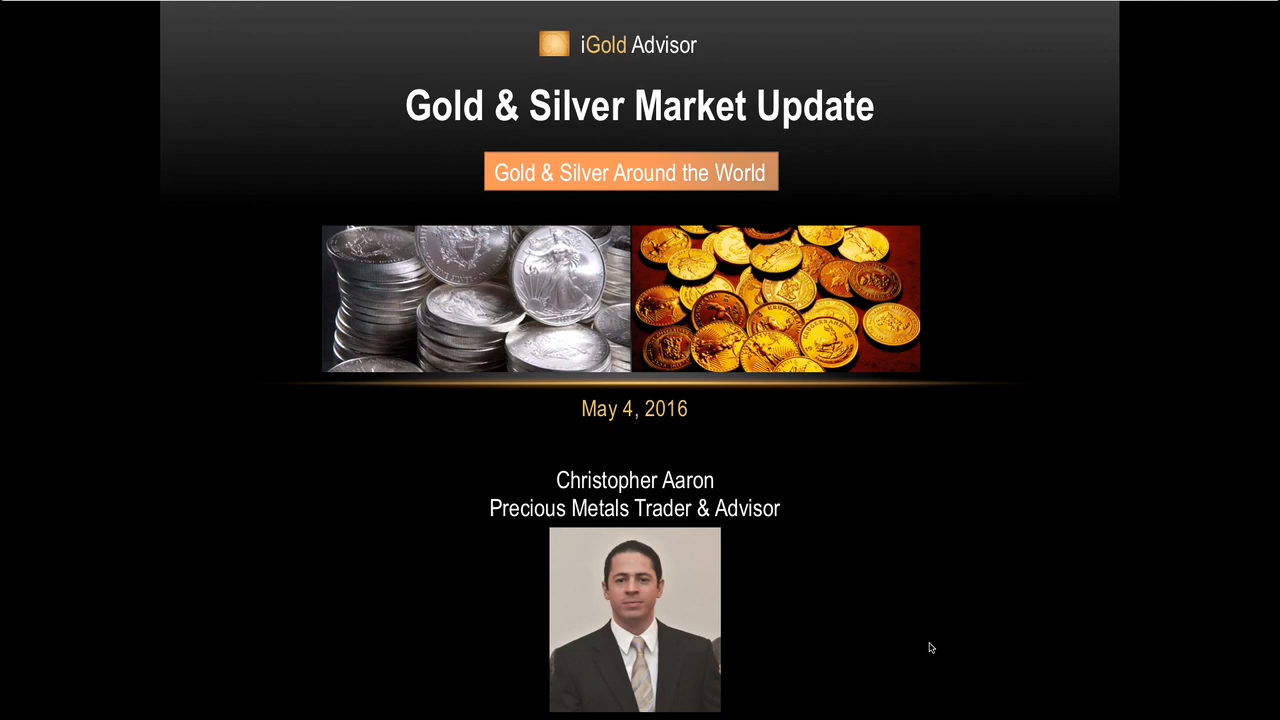 iGold Advisor
Gold & Silver Market Update
Gold & Silver Around the World
May 4, 2016
Christopher Aaron
Precious Metals Trader & Advisor